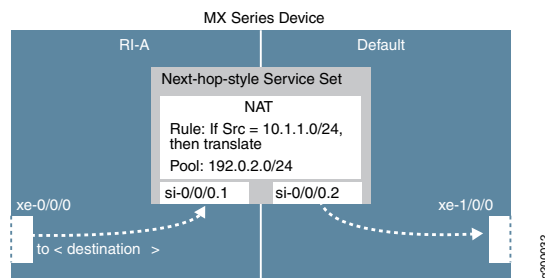 MX Series Device
RI-A
Default
Next-hop-style Service Set
NAT
Rule: If Src = 10.1.1.0/24,
then translate
Pool: 192.0.2.0/24
si-0/0/0.1
si-0/0/0.2
xe-0/0/0
xe-1/0/0
to < destination >